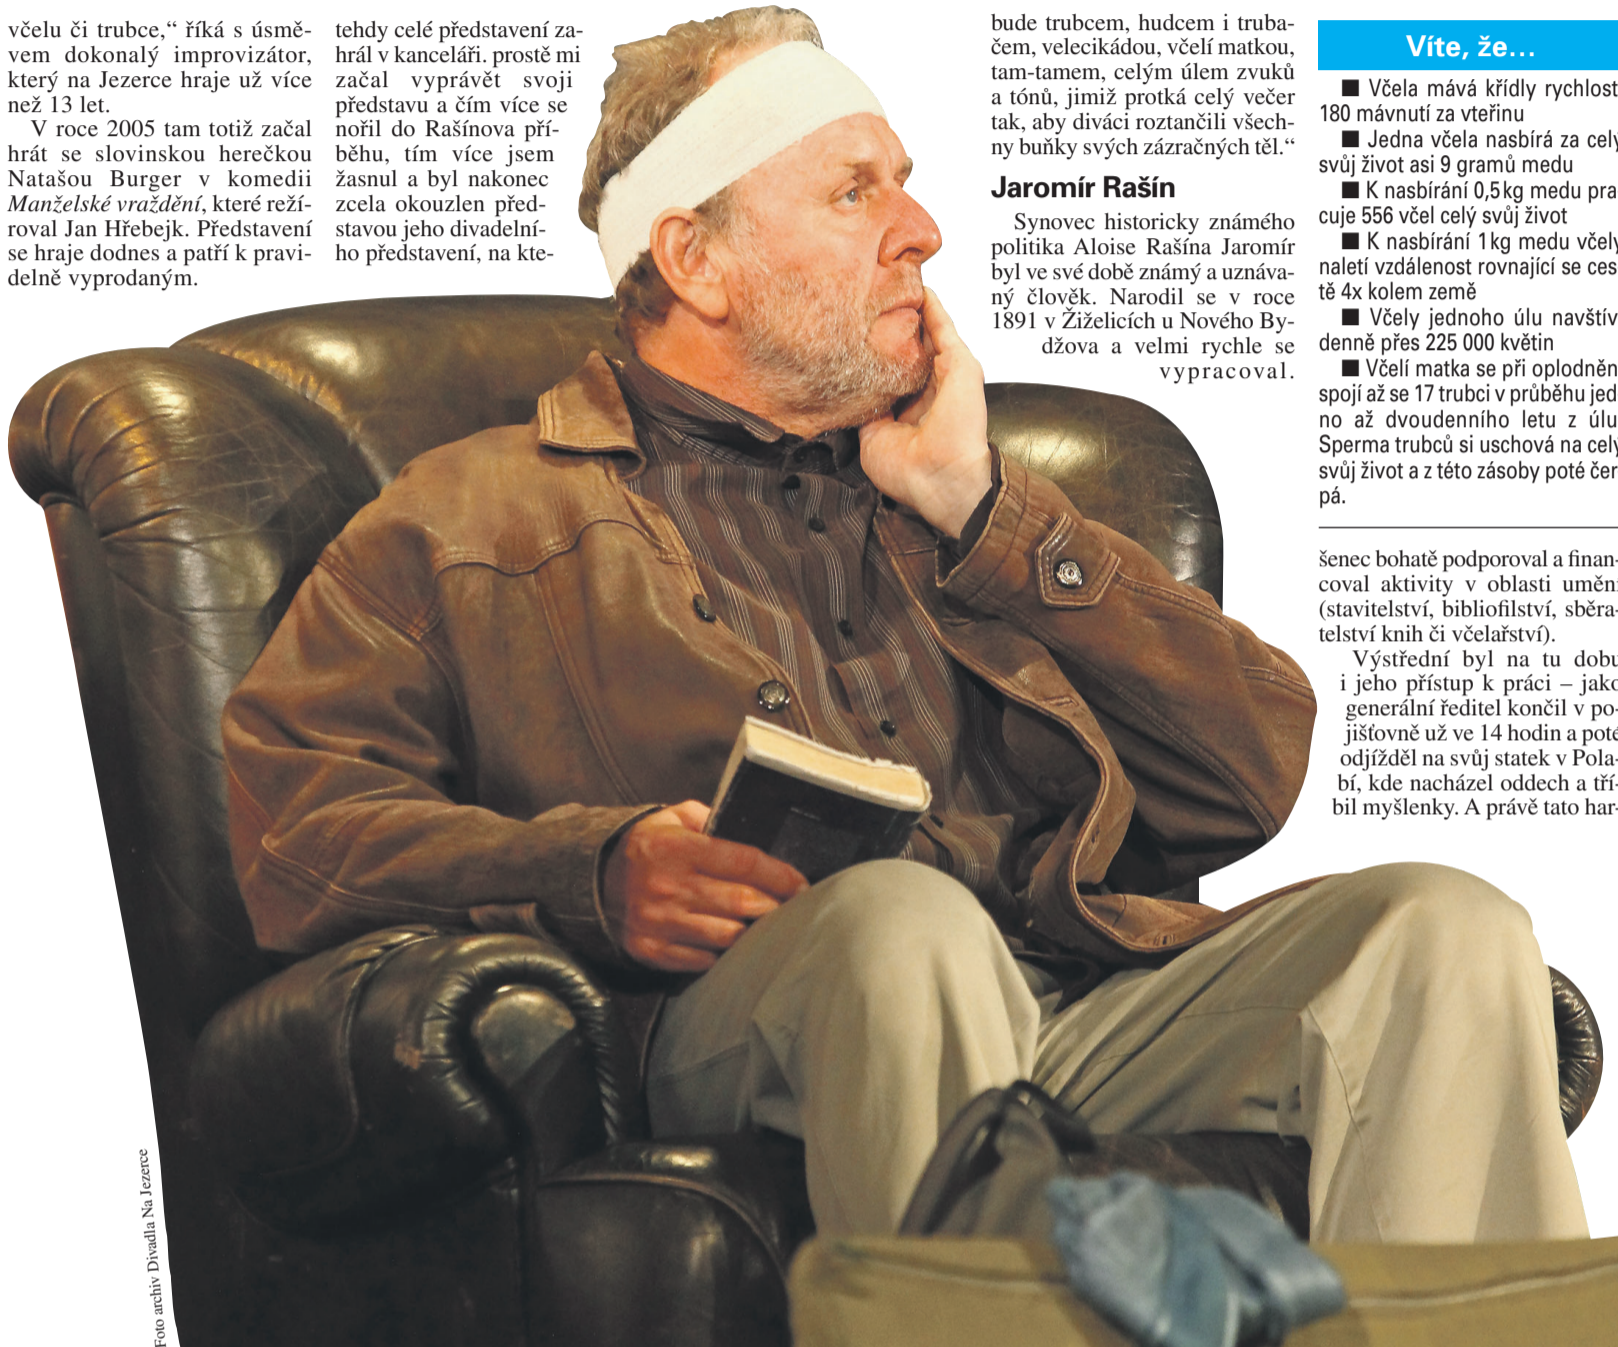 včelu či trubce,“ říká s úsmě-
vem dokonalý improvizátor,
který na Jezerce hraje už více
než 13 let.
V roce 2005 tam totiž začal
hrát se slovinskou herečkou
Natašou Burger v komedii
Manželské vraždění, které reží-
roval Jan Hřebejk. Představení
se hraje dodnes a patří k pravi-
delně vyprodaným.
tehdy celé představení za-
hrál v kanceláři. prostě mi
začal vyprávět svoji
představu a čím více se
nořil do Rašínova pří-
běhu, tím více jsem
žasnul a byl nakonec
zcela okouzlen před-
stavou jeho divadelní-
ho představení, na kte-
bude trubcem, hudcem i truba-
čem, velecikádou, včelí matkou,
tam-tamem, celým úlem zvuků
a tónů, jimiž protká celý večer
tak, aby diváci roztančili všech-
ny buňky svých zázračných těl.“
Jaromír Rašín
Synovec historicky známého
politika Aloise Rašína Jaromír
byl ve své době známý a uznáva-
ný člověk. Narodil se v roce
1891 v Žiželicích u Nového By-
džova a velmi rychle se
vypracoval.
Víte, že...
■ Včela mává křídly rychlost
180 mávnutí za vteřinu
■ Jedna včela nasbírá za celý
svůj život asi 9 gramů medu
■ K nasbírání 0,5 kg medu pra
cuje 556 včel celý svůj život
■ K nasbírání 1 kg medu včely
naletí vzdálenost rovnající se ces
tě 4x kolem země
■ Včely jednoho úlu navštív
denně přes 225 000 květin
■ Včelí matka se při oplodněn
spojí až se 17 trubci v průběhu jed
no až dvoudenního letu z úlu
Sperma trubců si uschová na celý
svůj život a z této zásoby poté čer
pá.
šenec bohatě podporoval a finan-
coval aktivity v oblasti umění
(stavitelství, bibliofilství, sběra-
telství knih či včelařství).
Výstřední byl na tu dobu
i jeho přístup k práci – jako
generální ředitel končil v po-
jišťovně už ve 14 hodin a poté
odjížděl na svůj statek v Pola-
bí, kde nacházel oddech a tří-
bil myšlenky. A právě tato har-
Foto archiv Divadla Na Jezerce